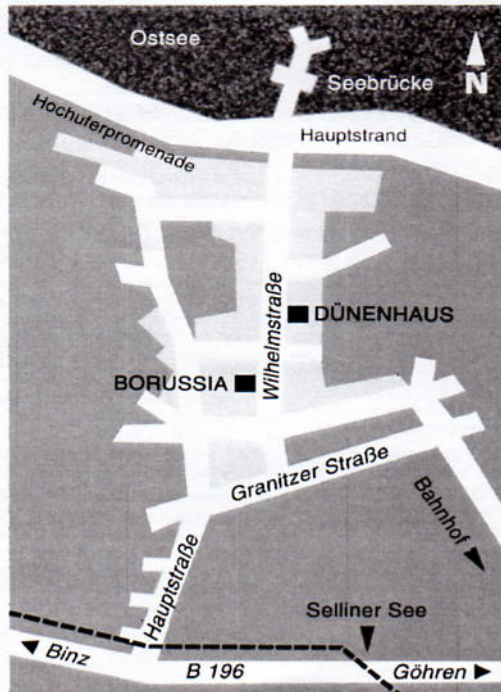 Ostsee
Seebrücke
N
Hochuferpromenade
Hauptstrand
DÜNENHAUS
Wilhelmstraße
BORUSSIA
Granitzer Straße
Bahnhof
Hauptstraße
Selliner See
Binz
B 196
Göhren